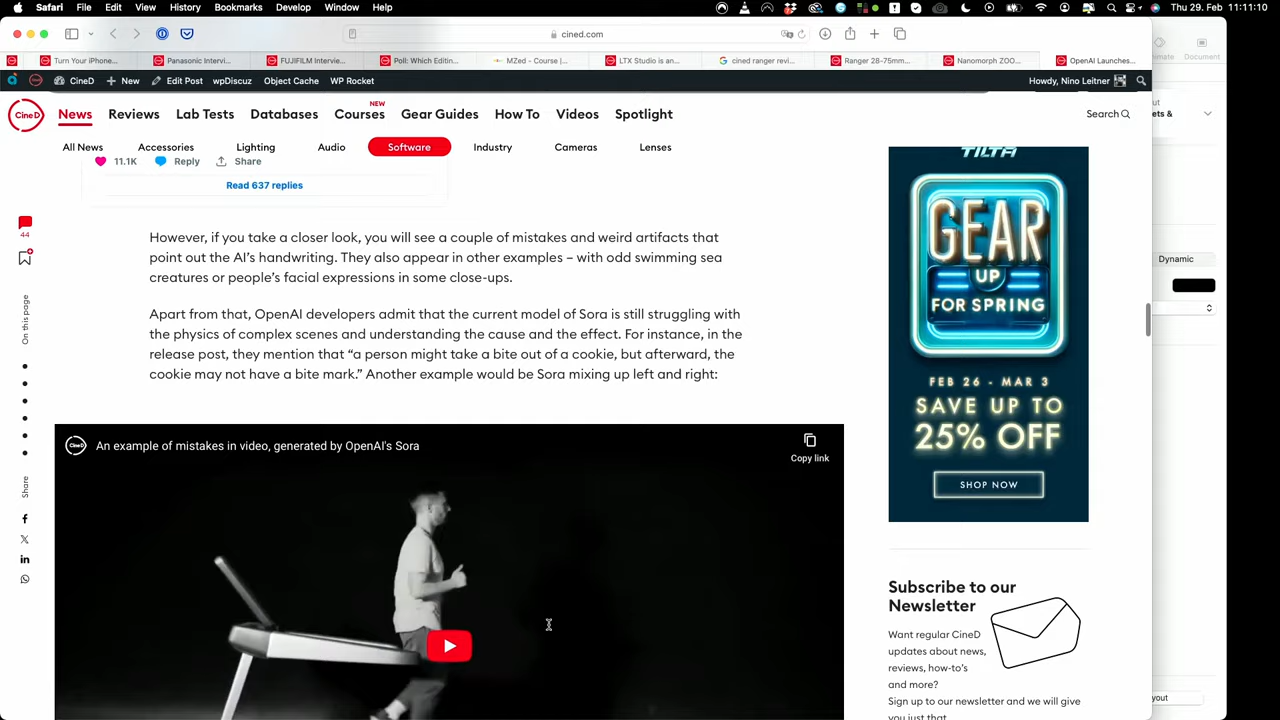 Safari File Edit View History Bookmarks Develop Window Help
Thu 29. Feb 11:11:10
cined.com
Turn Your iPhone... Panasonic Intervi... FUJIFILM Intervie... Poll: Which Editin... MZed – Course |... LTX Studio is an... cined ranger revi... Ranger 28-75mm... Nanomorph ZOO... OpenAI Launches...
CineD New Edit Post wpDiscuz Object Cache WP Rocket Howdy, Nino Leitner
CineD
NEW
News Reviews Lab Tests Databases Courses Gear Guides How To Videos Spotlight Search
All News Accessories Lighting Audio Software Industry Cameras Lenses
11.1K Reply Share
Read 637 replies
44
On this page
Share
However, if you take a closer look, you will see a couple of mistakes and weird artifacts that
point out the AI's handwriting. They also appear in other examples – with odd swimming sea
creatures or people's facial expressions in some close-ups.
Apart from that, OpenAI developers admit that the current model of Sora is still struggling with
the physics of complex scenes and understanding the cause and the effect. For instance, in the
release post, they mention that “a person might take a bite out of a cookie, but afterward, the
cookie may not have a bite mark.” Another example would be Sora mixing up left and right:
CineD
An example of mistakes in video, generated by OpenAI's Sora
Copy link
TILTA
GEAR
UP
FOR SPRING
FEB 26 - MAR 3
SAVE UP TO
25% OFF
SHOP NOW
Subscribe to our
Newsletter
Want regular CineD
updates about news,
reviews, how-to's
and more?
Sign up to our newsletter and we will give
you just that.
Document
Dynamic